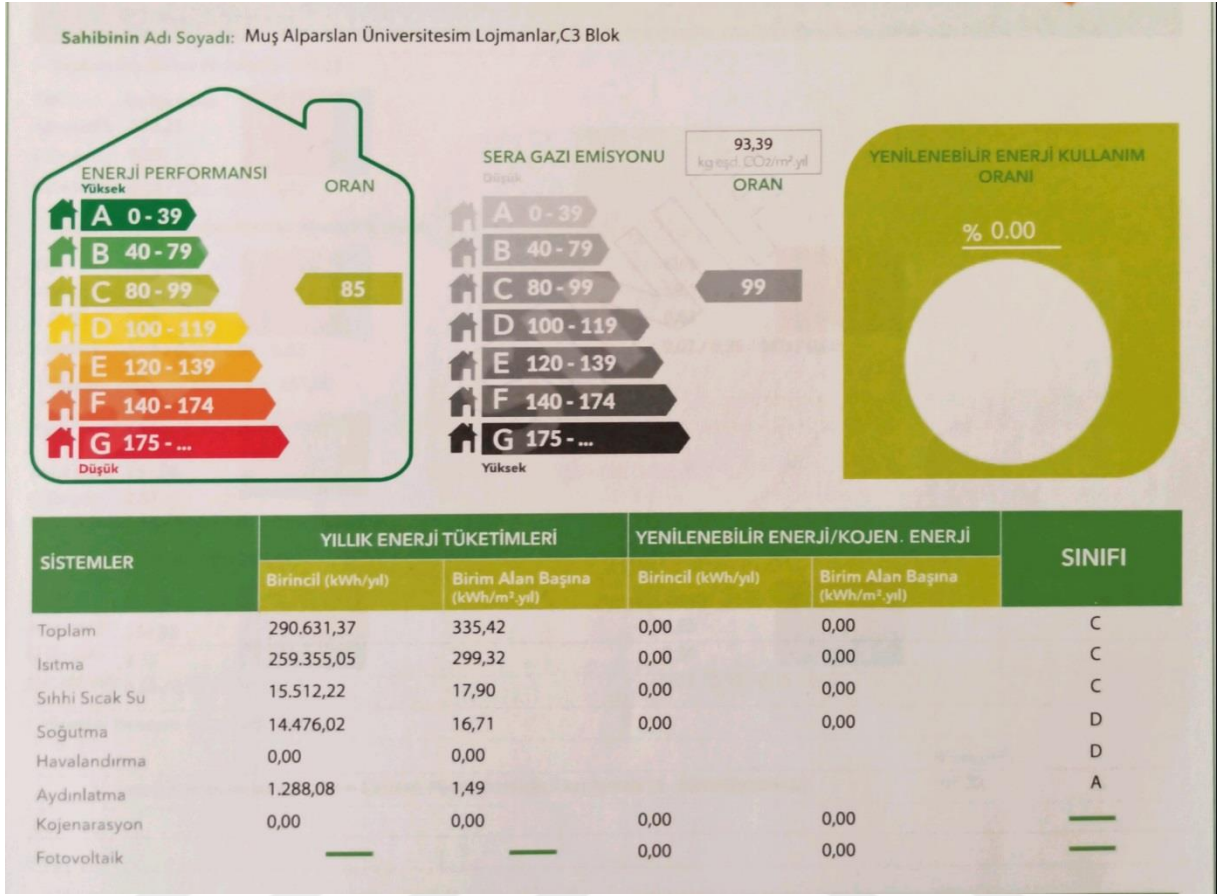 Sahibinin Adı Soyadı: Muş Alparslan Üniversitesim Lojmanlar,C3 Blok
ENERJİ PERFORMANSI
Yüksek
ORAN
A 0 - 39
B 40 - 79
C 80 - 99
85
D 100 - 119
E 120 - 139
F 140 - 174
G 175 - ...
Düşük
SERA GAZI EMİSYONU
Düşük
93,39
kg eşd. CO2/m².yıl
ORAN
A 0 - 39
B 40 - 79
C 80 - 99
99
D 100 - 119
E 120 - 139
F 140 - 174
G 175 - ...
Yüksek
YENİLENEBİLİR ENERJİ KULLANIM
ORANI
% 0.00
SİSTEMLER
YILLIK ENERJİ TÜKETİMLERİ
YENİLENEBİLİR ENERJİ/KOJEN. ENERJİ
SINIFI
Birincil (kWh/yıl)
Birim Alan Başına
(kWh/m².yıl)
Birincil (kWh/yıl)
Birim Alan Başına
(kWh/m².yıl)
Toplam 290.631,37 335,42 0,00 0,00 C
Isıtma 259.355,05 299,32 0,00 0,00 C
Sıhhi Sıcak Su 15.512,22 17,90 0,00 0,00 C
Soğutma 14.476,02 16,71 0,00 0,00 D
Havalandırma 0,00 0,00 D
Aydınlatma 1.288,08 1,49 A
Kojenarasyon 0,00 0,00 0,00 0,00 —
Fotovoltaik — — 0,00 0,00 —